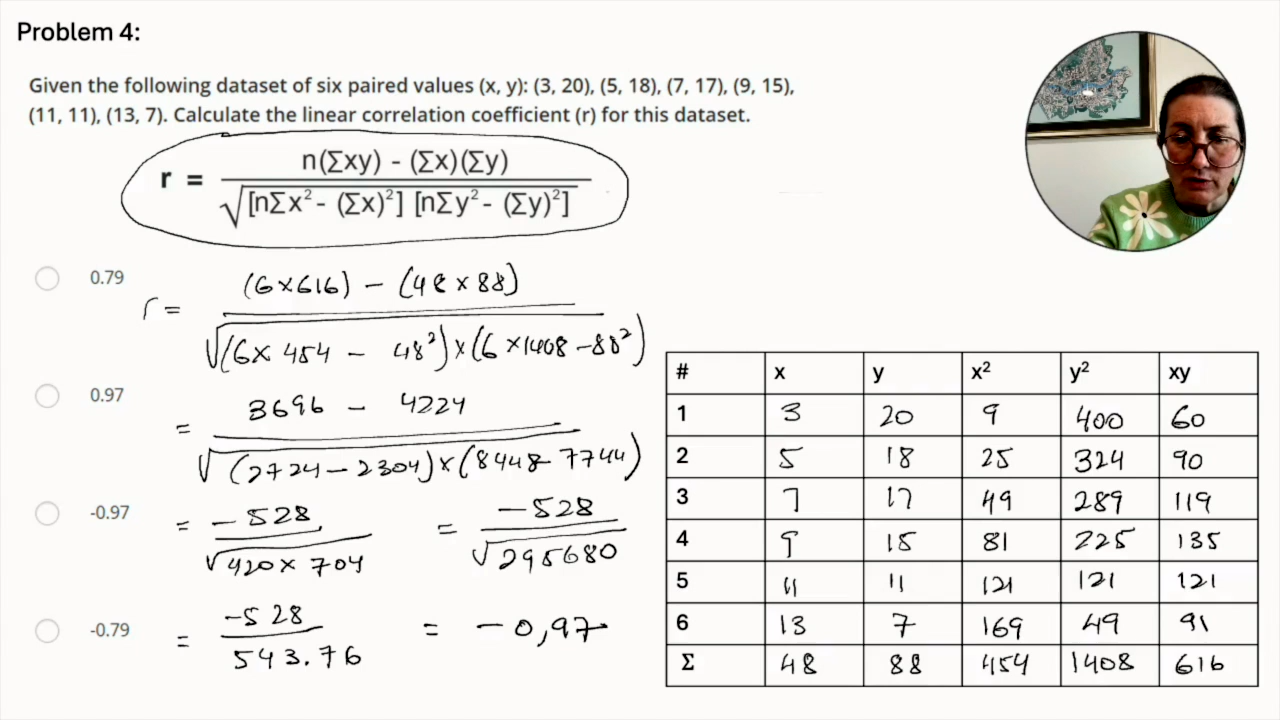 Problem 4:
Given the following dataset of six paired values (x, y): (3, 20), (5, 18), (7, 17), (9, 15),
(11, 11), (13, 7). Calculate the linear correlation coefficient (r) for this dataset.
r = n(Σxy) - (Σx)(Σy)
√[nΣx² - (Σx)²] [nΣy² - (Σy)²]
0.79
r = (6×616) - (48×88)
√(6×454 - 48²)×(6×1408-88²)
0.97
= 3696 - 4224
√(2724-2304)×(8448-7744)
-0.97
= -528 = -528
√420×704 √295680
-0.79
= -528 = -0,97
543.76
# x y x² y² xy
1 3 20 9 400 60
2 5 18 25 324 90
3 7 17 49 289 119
4 9 15 81 225 135
5 11 11 121 121 121
6 13 7 169 49 91
Σ 48 88 454 1408 616